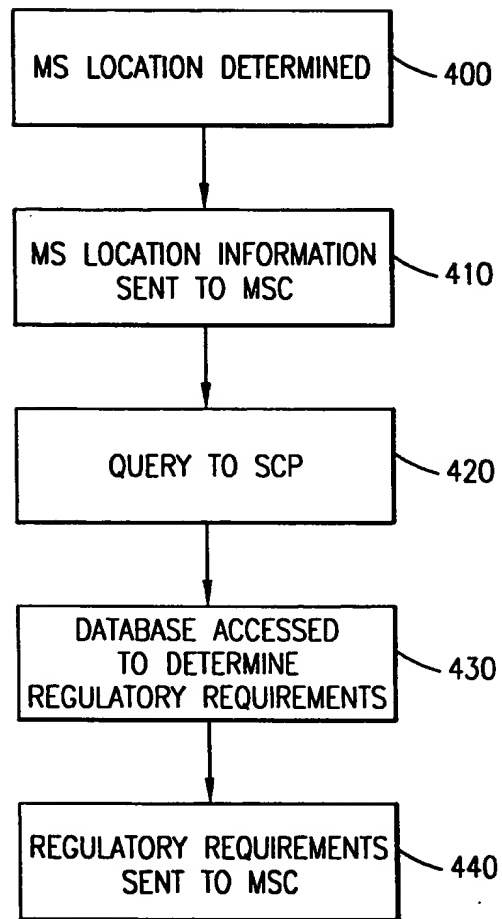 MS LOCATION DETERMINED
400
MS LOCATION INFORMATION
SENT TO MSC
410
QUERY TO SCP
420
DATABASE ACCESSED
TO DETERMINE
REGULATORY REQUIREMENTS
430
REGULATORY REQUIREMENTS
SENT TO MSC
440